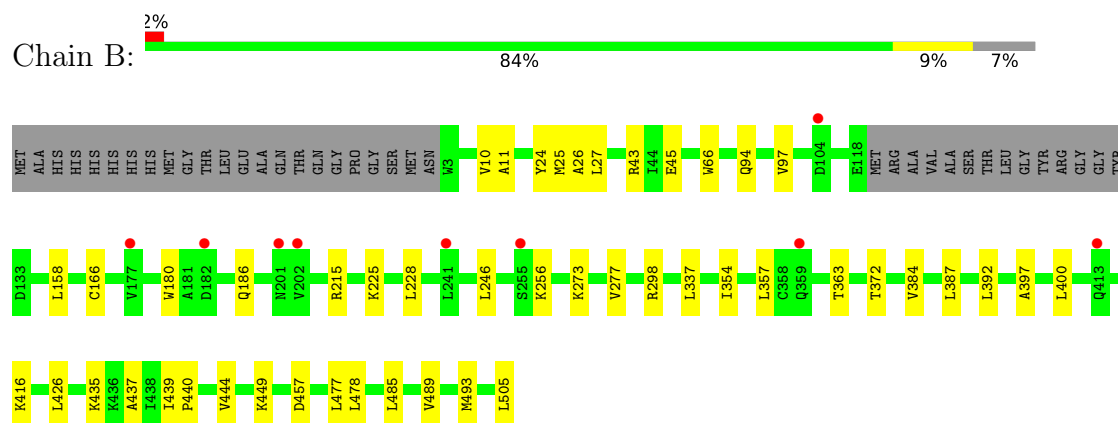 2%
Chain B:
84% 9% 7%
MET ALA HIS HIS HIS HIS HIS HIS MET GLY THR LEU GLU ALA GLN THR GLN GLY PRO GLY SER MET ASN W3 V10 A11 Y24 M25 A26 L27 R43 I44 E45 W66 Q94 V97 D104 E118 MET ARG ALA VAL ALA SER THR LEU GLY TYR ARG GLY GLY TYR
D133 L158 C166 V177 W180 A181 D182 Q186 N201 V202 R215 K225 L228 L241 L246 S255 K256 K273 V277 R298 L337 I354 L357 C358 Q359 T363 T372 V384 L387 L392 A397 L400 Q413
K416 L426 K435 K436 A437 I438 I439 P440 V444 K449 D457 L477 L478 L485 V489 M493 L505